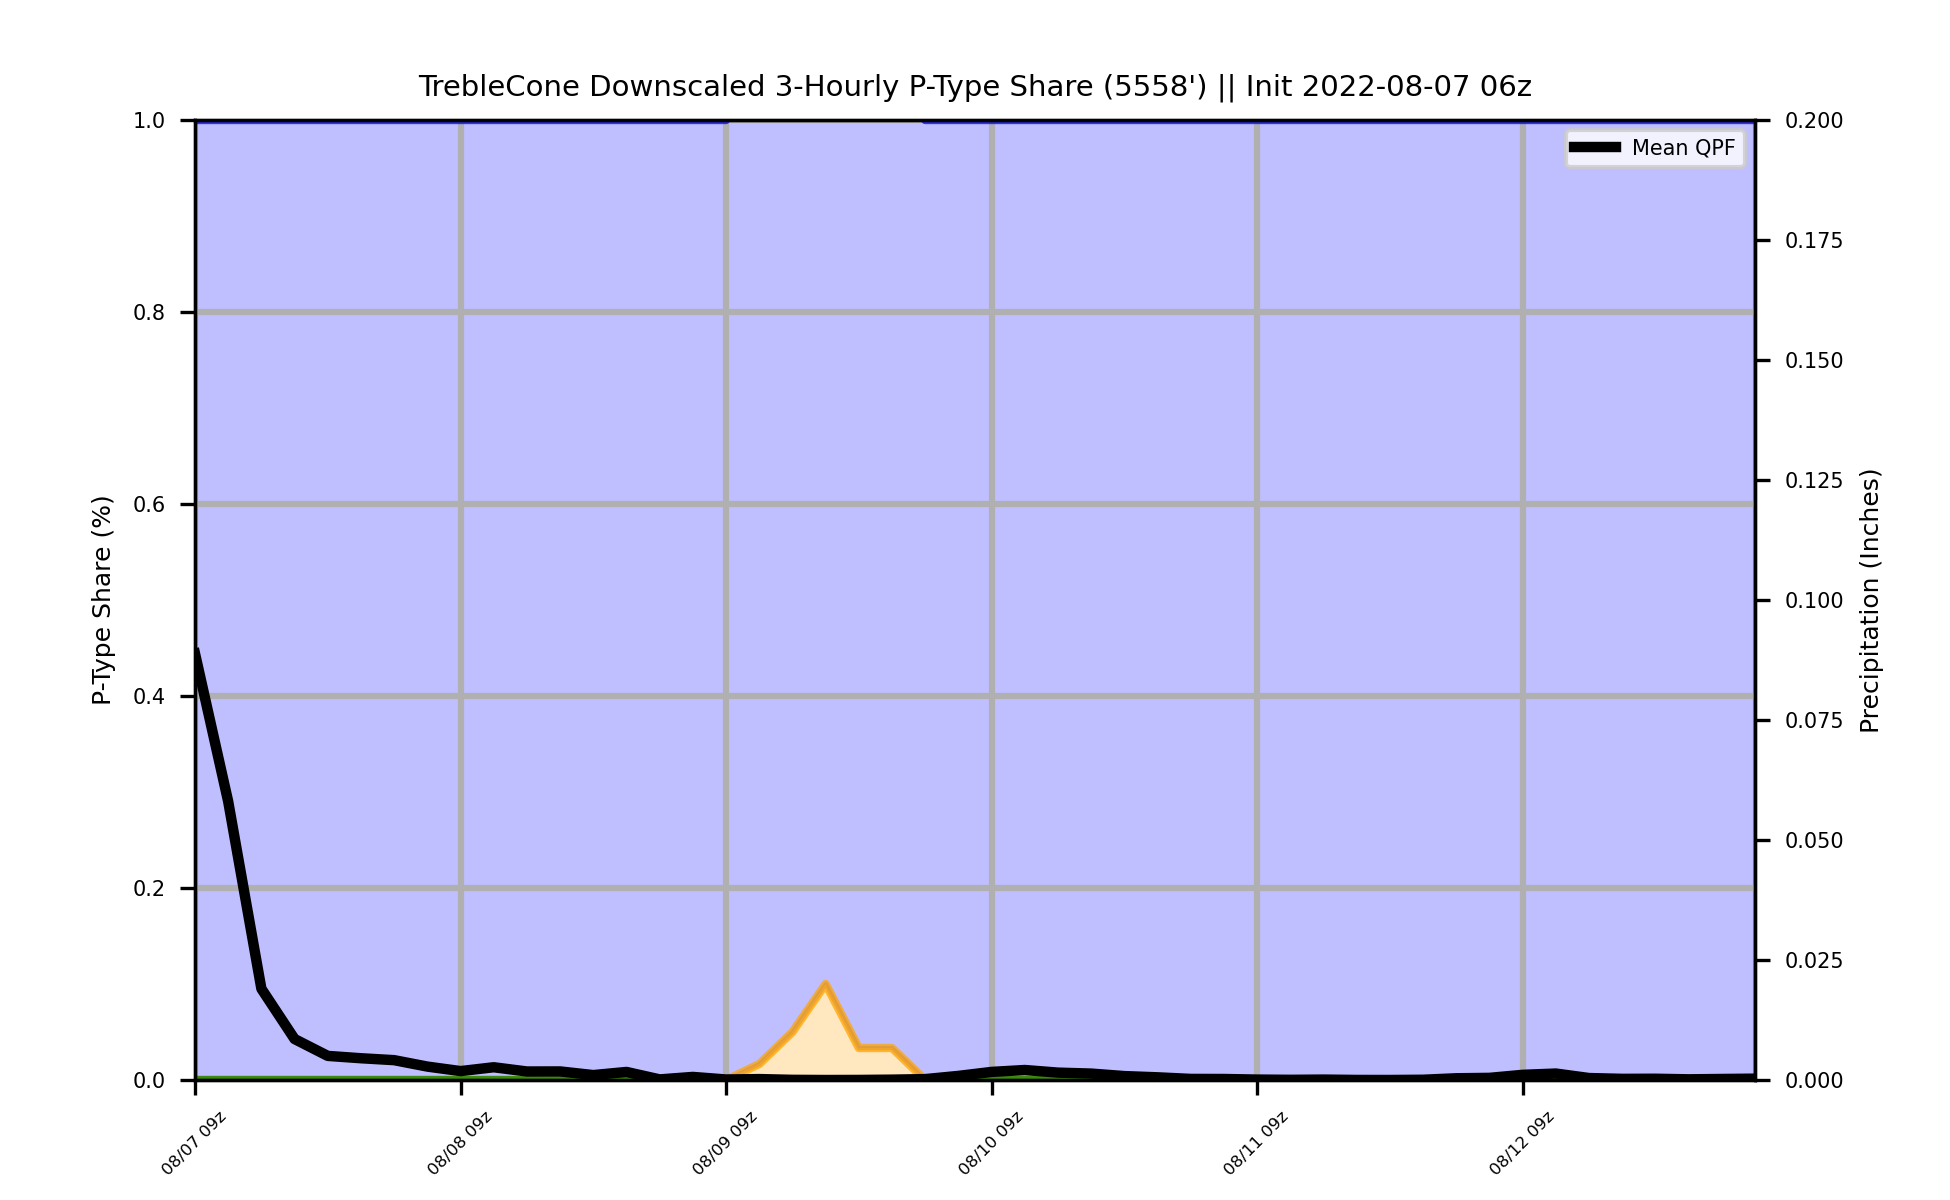 TrebleCone Downscaled 3-Hourly P-Type Share (5558') || Init 2022-08-07 06z
1.0
0.8
0.6
0.4
0.2
0.0
P-Type Share (%)
Mean QPF
0.200
0.175
0.150
0.125
0.100
0.075
0.050
0.025
0.000
Precipitation (Inches)
08/07 09z
08/08 09z
08/09 09z
08/10 09z
08/11 09z
08/12 09z